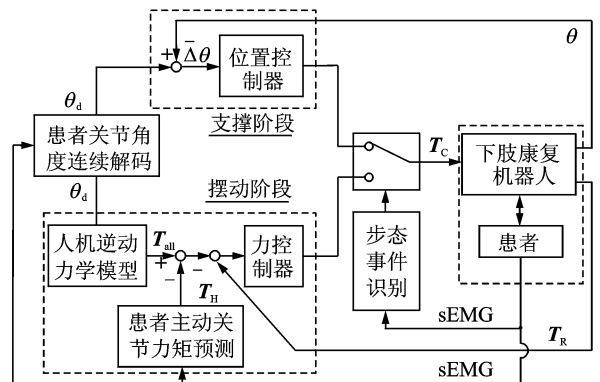 θ
+
−
Δθ
位置控
制器
支撑阶段
θd
患者关节角
度连续解码
θd
TC
下肢康复
机器人
患者
摆动阶段
人机逆动
力学模型
Tall
+
−
−
力控
制器
TH
患者主动关
节力矩预测
步态
事件
识别
sEMG
TR
sEMG